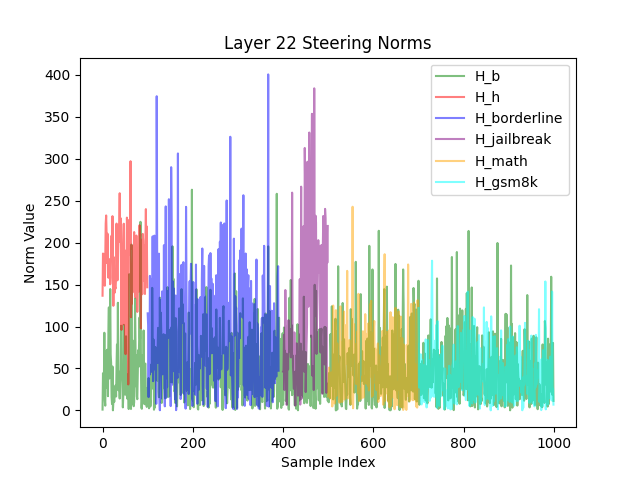 Layer 22 Steering Norms
Norm Value
400
350
300
250
200
150
100
50
0
H_b
H_h
H_borderline
H_jailbreak
H_math
H_gsm8k
0
200
400
600
800
1000
Sample Index